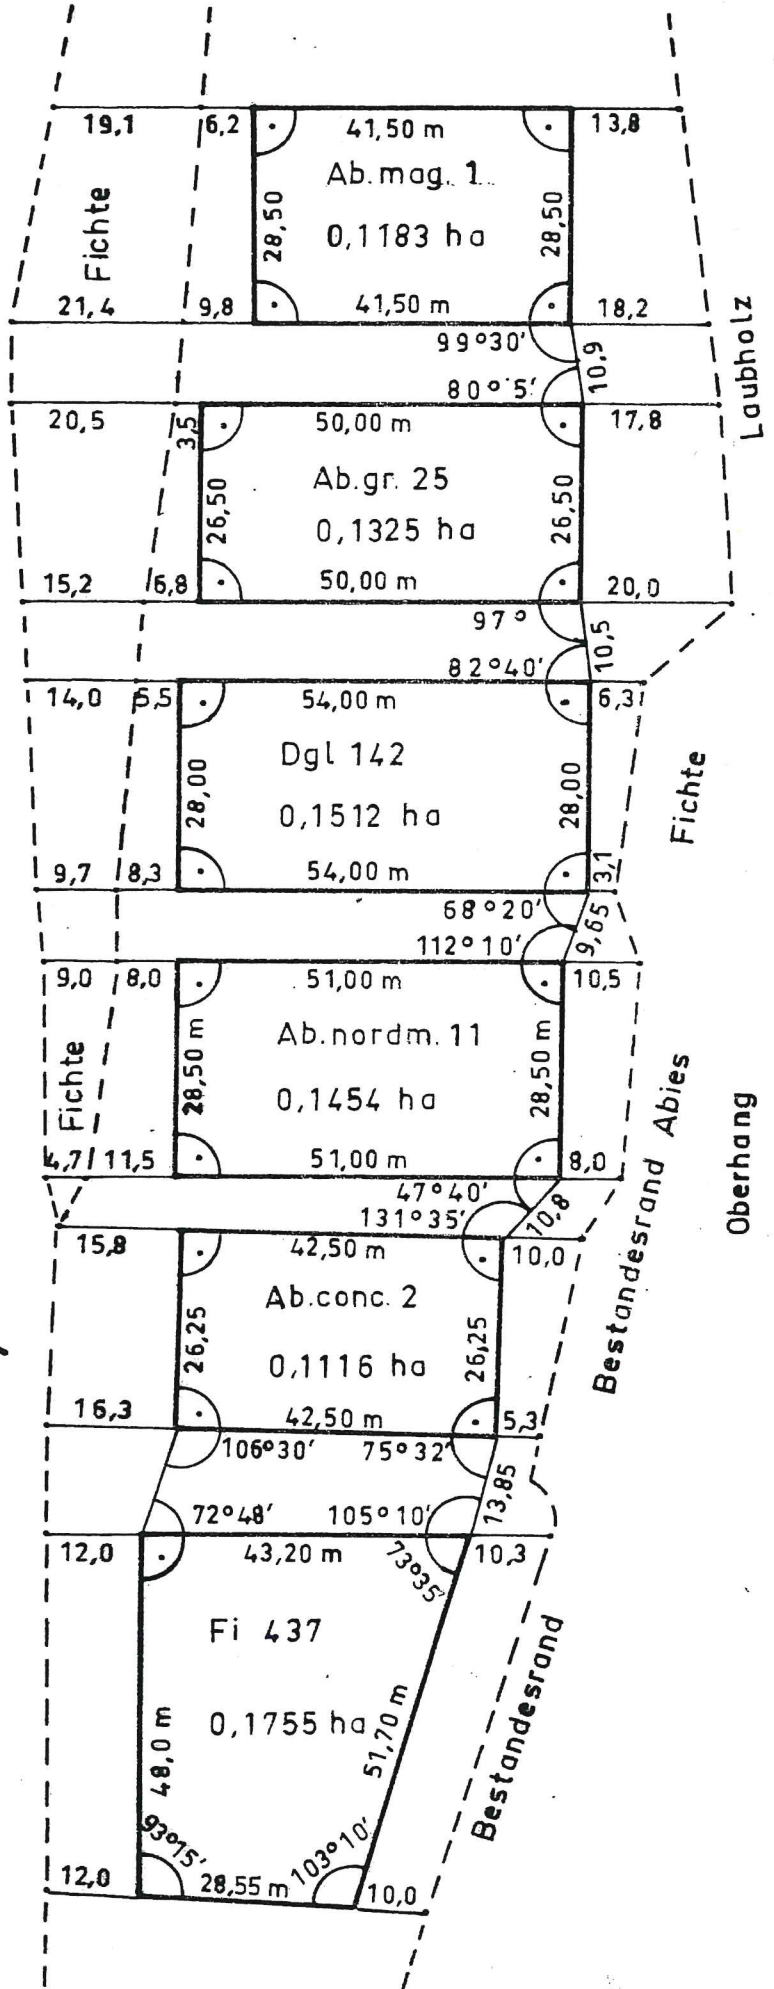 19,1 6,2 41,50 m 13,8
Ab.mag. 1
Fichte
28,50 0,1183 ha 28,50
21,4 9,8 41,50 m 18,2
99°30′
10,9
80°5′
Laubholz
20,5 3,5 50,00 m 17,8
Ab.gr. 25
26,50 0,1325 ha 26,50
15,2 6,8 50,00 m 20,0
97°
10,5
82°40′
14,0 5,5 54,00 m 6,3
Dgl 142
28,00 0,1512 ha 28,00
Fichte
9,7 8,3 54,00 m 3,1
68°20′
9,65
112°10′
9,0 8,0 51,00 m 10,5
Ab.nordm. 11
Fichte
28,50 m 0,1454 ha 28,50 m
4,7 11,5 51,00 m 8,0
47°40′
10,8
131°35′
Bestandesrand Abies
Oberhang
15,8 42,50 m 10,0
Ab.conc. 2
26,25 0,1116 ha 26,25
16,3 42,50 m 5,3
106°30′ 75°32′
13,85
72°48′ 105°10′
12,0 43,20 m 73°35′ 10,3
Fi 437
48,0 m 0,1755 ha 51,70 m
Bestandesrand
93°15′ 103°10′
12,0 28,55 m 10,0